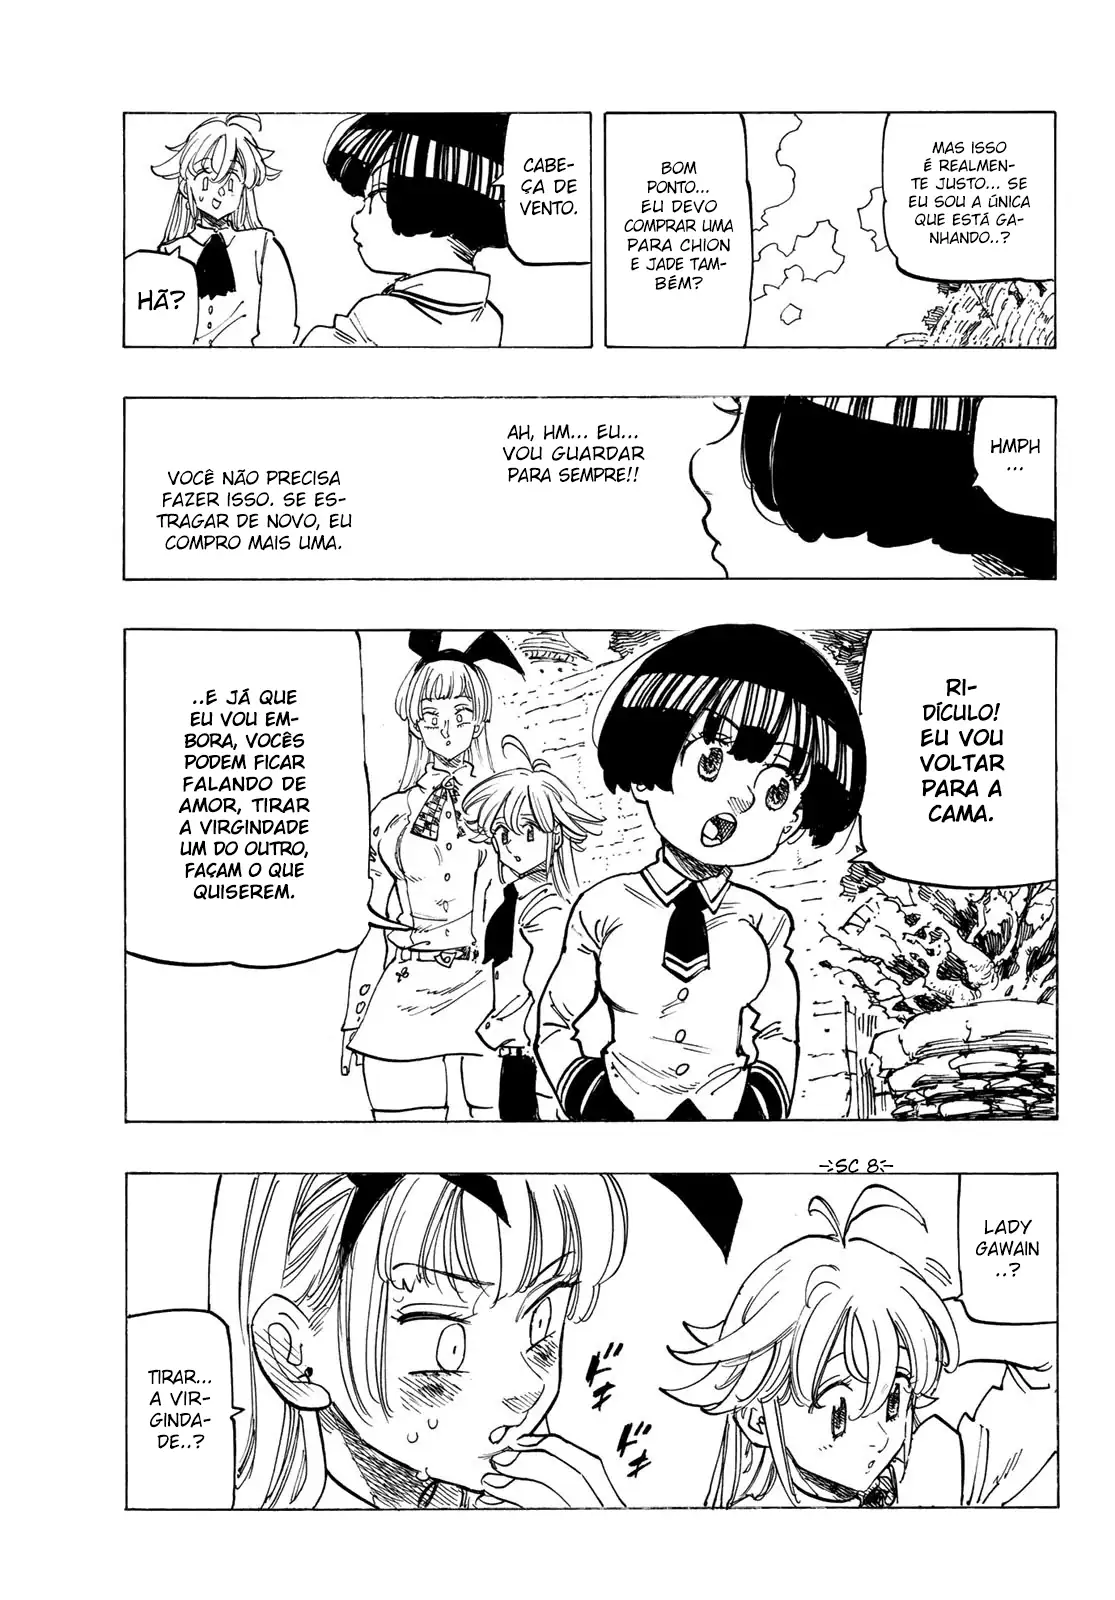 MAS ISSO
É REALMEN-
TE JUSTO... SE
EU SOU A ÚNICA
QUE ESTÁ GA-
NHANDO..?
BOM
PONTO...
EU DEVO
COMPRAR UMA
PARA CHION
E JADE TAM-
BÉM?
CABE-
ÇA DE
VENTO.
HÃ?
HMPH
...
AH, HM... EU...
VOU GUARDAR
PARA SEMPRE!!
VOCÊ NÃO PRECISA
FAZER ISSO. SE ES-
TRAGAR DE NOVO, EU
COMPRO MAIS UMA.
RI-
DÍCULO!
EU VOU
VOLTAR
PARA A
CAMA.
..E JÁ QUE
EU VOU EM-
BORA, VOCÊS
PODEM FICAR
FALANDO DE
AMOR, TIRAR
A VIRGINDADE
UM DO OUTRO,
FAÇAM O QUE
QUISEREM.
SC 8
LADY
GAWAIN
..?
ドキ
ドキ
TIRAR...
A VIR-
GINDA-
DE..?